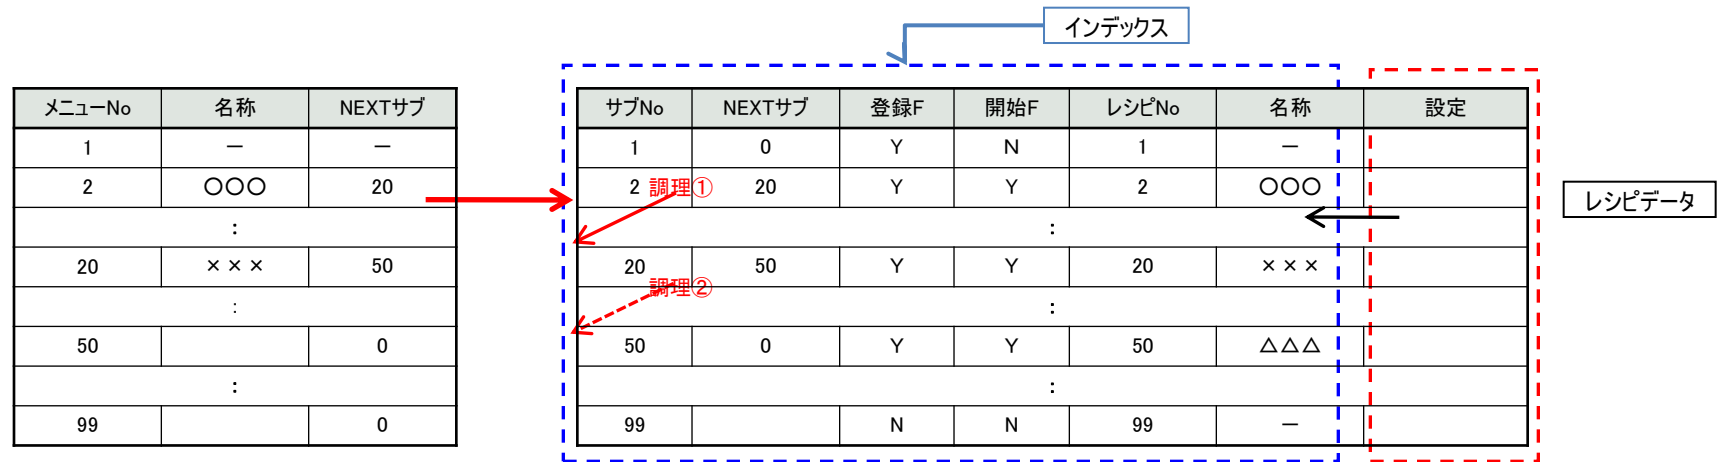 インデックス
メニューNo 名称 NEXTサブ
1 ー ー
2 〇〇〇 20
:
20 ××× 50
:
50 0
:
99 0
サブNo NEXTサブ 登録F 開始F レシピNo 名称 設定
1 0 Y N 1 ー
2 調理① 20 Y Y 2 〇〇〇
:
20 50 Y Y 20 ×××
調理②
:
50 0 Y Y 50 △△△
:
99 N N 99 ー
レシピデータ